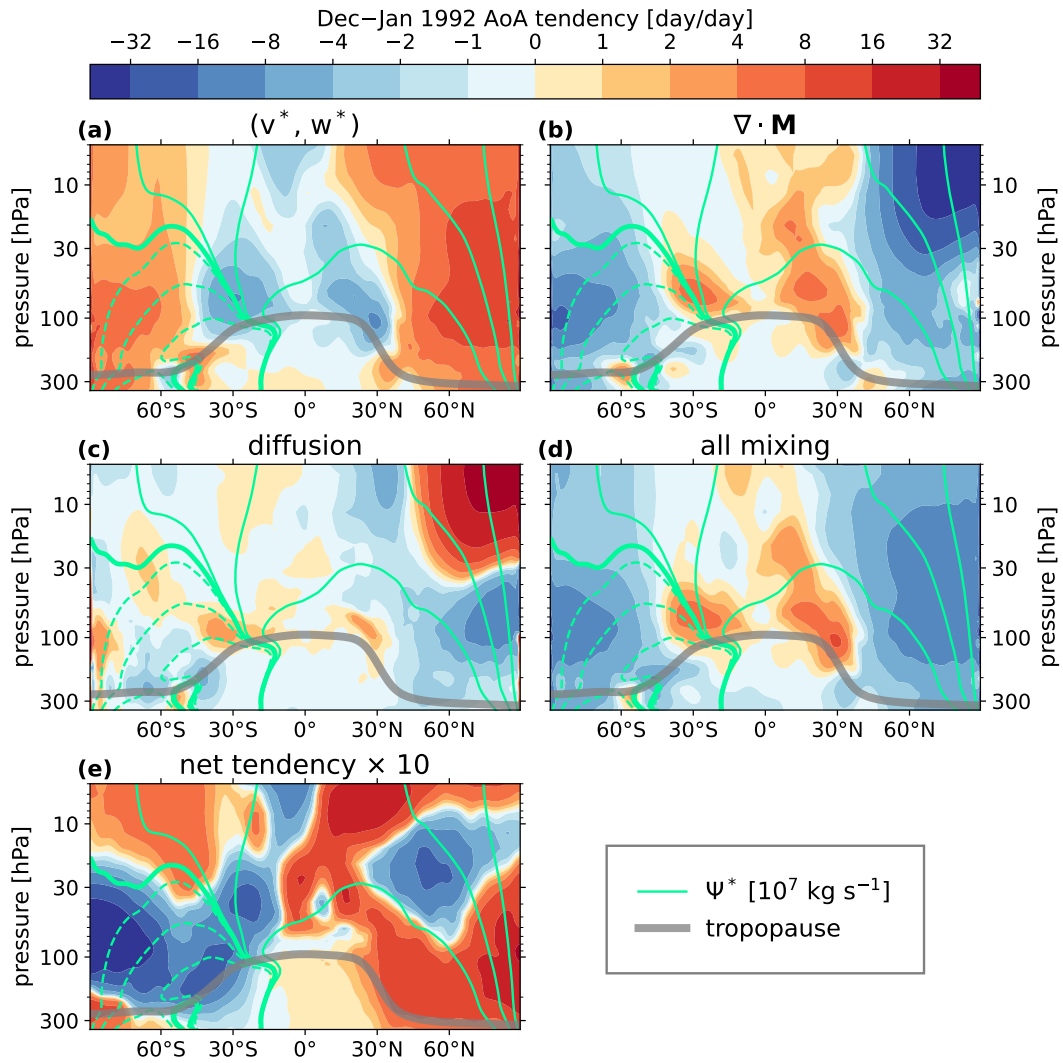 Dec−Jan 1992 AoA tendency [day/day]
−32 −16 −8 −4 −2 −1 0 1 2 4 8 16 32
(a) (v*, w*)
(b) ∇ · M
pressure [hPa]
10
30
100
300
60°S 30°S 0° 30°N 60°N
10
30
100
300
pressure [hPa]
60°S 30°S 0° 30°N 60°N
(c) diffusion
(d) all mixing
pressure [hPa]
10
30
100
300
60°S 30°S 0° 30°N 60°N
10
30
100
300
pressure [hPa]
60°S 30°S 0° 30°N 60°N
(e) net tendency × 10
pressure [hPa]
10
30
100
300
60°S 30°S 0° 30°N 60°N
Ψ* [10⁷ kg s⁻¹]
tropopause